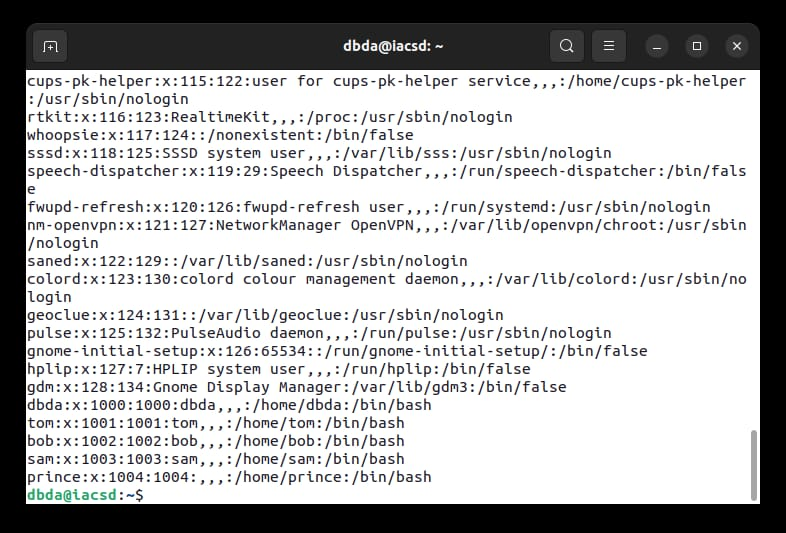 dbda@iacsd: ~
cups-pk-helper:x:115:122:user for cups-pk-helper service,,,:/home/cups-pk-helper
:/usr/sbin/nologin
rtkit:x:116:123:RealtimeKit,,,:/proc:/usr/sbin/nologin
whoopsie:x:117:124::/nonexistent:/bin/false
sssd:x:118:125:SSSD system user,,,:/var/lib/sss:/usr/sbin/nologin
speech-dispatcher:x:119:29:Speech Dispatcher,,,:/run/speech-dispatcher:/bin/fals
e
fwupd-refresh:x:120:126:fwupd-refresh user,,,:/run/systemd:/usr/sbin/nologin
nm-openvpn:x:121:127:NetworkManager OpenVPN,,,:/var/lib/openvpn/chroot:/usr/sbin
/nologin
saned:x:122:129::/var/lib/saned:/usr/sbin/nologin
colord:x:123:130:colord colour management daemon,,,:/var/lib/colord:/usr/sbin/no
login
geoclue:x:124:131::/var/lib/geoclue:/usr/sbin/nologin
pulse:x:125:132:PulseAudio daemon,,,:/run/pulse:/usr/sbin/nologin
gnome-initial-setup:x:126:65534::/run/gnome-initial-setup/:/bin/false
hplip:x:127:7:HPLIP system user,,,:/run/hplip:/bin/false
gdm:x:128:134:Gnome Display Manager:/var/lib/gdm3:/bin/false
dbda:x:1000:1000:dbda,,,:/home/dbda:/bin/bash
tom:x:1001:1001:tom,,,:/home/tom:/bin/bash
bob:x:1002:1002:bob,,,:/home/bob:/bin/bash
sam:x:1003:1003:sam,,,:/home/sam:/bin/bash
prince:x:1004:1004:,,,:/home/prince:/bin/bash
dbda@iacsd:~$